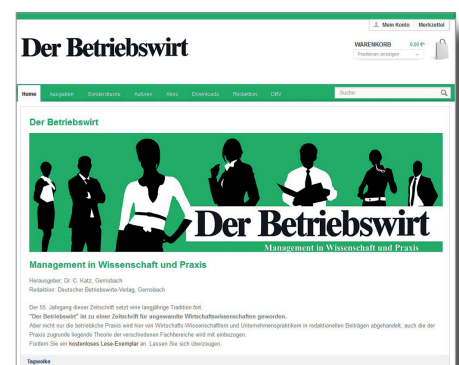 Mein Konto Merkzettel
Der Betriebswirt
WARENKORB 0,00 €*
Positionen anzeigen
Home Ausgaben Sonderdrucke Autoren Abos Downloads Redaktion DBV
Suche:
Der Betriebswirt
Der Betriebswirt
Management in Wissenschaft und Praxis
Management in Wissenschaft und Praxis
Herausgeber: Dr. C. Katz, Gernsbach
Redaktion: Deutscher Betriebswirte-Verlag, Gernsbach
Der 55. Jahrgang dieser Zeitschrift setzt eine langjährige Tradition fort.
"Der Betriebswirt" ist zu einer Zeitschrift für angewandte Wirtschaftswissenschaften geworden.
Aber nicht nur die betriebliche Praxis wird hier von Wirtschafts-Wissenschaftlern und Unternehmenspraktikern in redaktionellen Beiträgen abgehandelt, auch die der
Praxis zugrunde liegende Theorie der verschiedenen Fachbereiche wird mit einbezogen.
Fordern Sie ein kostenloses Lese-Exemplar an. Lassen Sie sich überzeugen.
Tagwolke